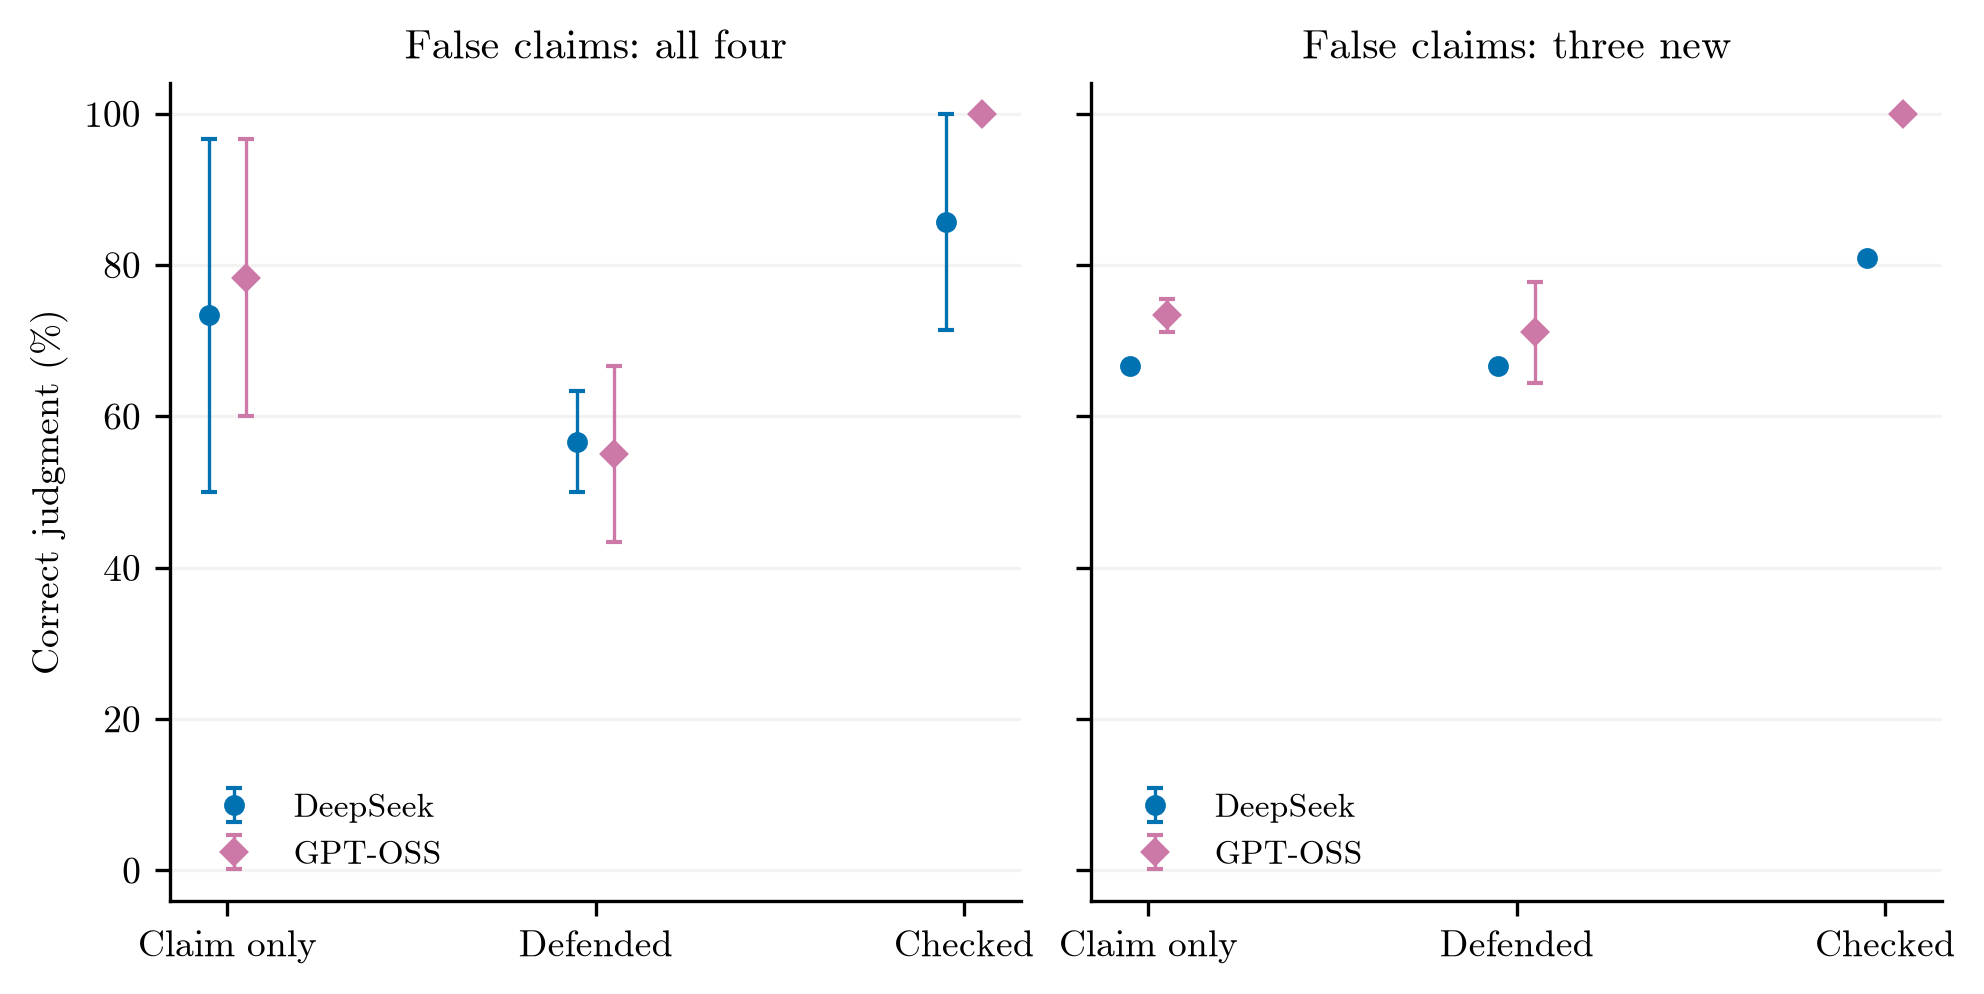 False claims: all four
False claims: three new
Correct judgment (%)
100
80
60
40
20
0
DeepSeek
GPT-OSS
DeepSeek
GPT-OSS
Claim only
Defended
Checked
Claim only
Defended
Checked